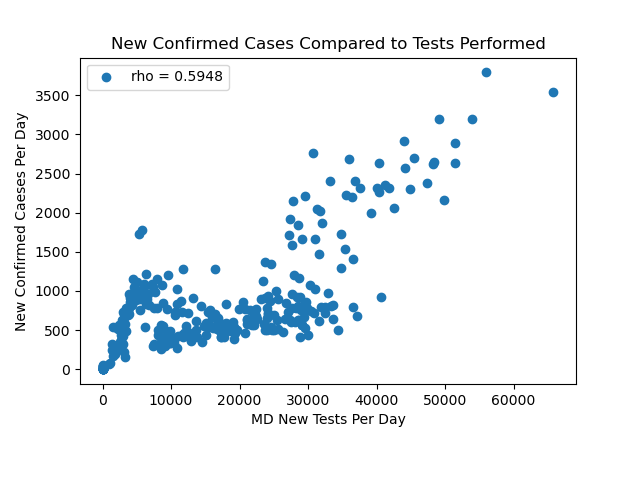 New Confirmed Cases Compared to Tests Performed
rho = 0.5948
3500
3000
2500
2000
1500
1000
500
0
New Confirmed Caeses Per Day
0 10000 20000 30000 40000 50000 60000
MD New Tests Per Day